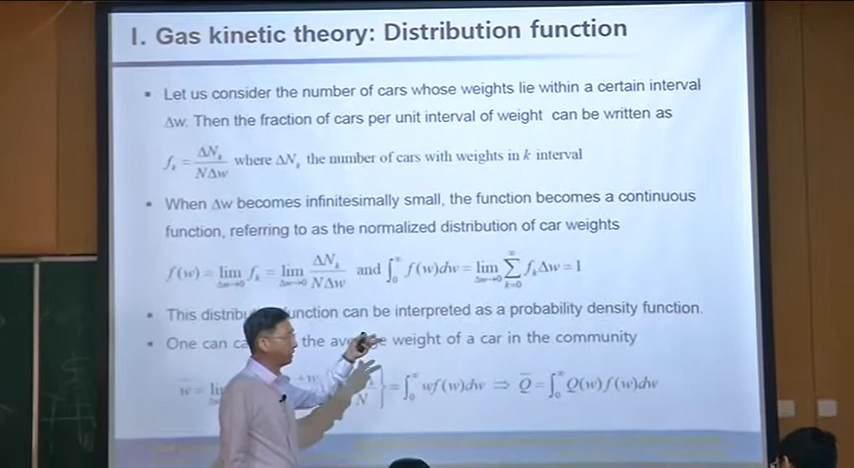 I. Gas kinetic theory: Distribution function
▪ Let us consider the number of cars whose weights lie within a certain interval
Δw. Then the fraction of cars per unit interval of weight can be written as
f_k = ΔN_k / NΔw where ΔN_k the number of cars with weights in k interval
▪ When Δw becomes infinitesimally small, the function becomes a continuous
function, referring to as the normalized distribution of car weights
f(w) = lim_{Δw→0} f_k = lim_{Δw→0} ΔN_k / NΔw and ∫_0^∞ f(w)dw = lim_{Δw→0} ∑_{k=0}^∞ f_k Δw = 1
▪ This function can be interpreted as a probability density function.
▪ One can the average weight of a car in the community
w̄ = N } = ∫_0^∞ wf(w)dw ⇒ Q̄ = ∫_0^∞ Q(w)f(w)dw